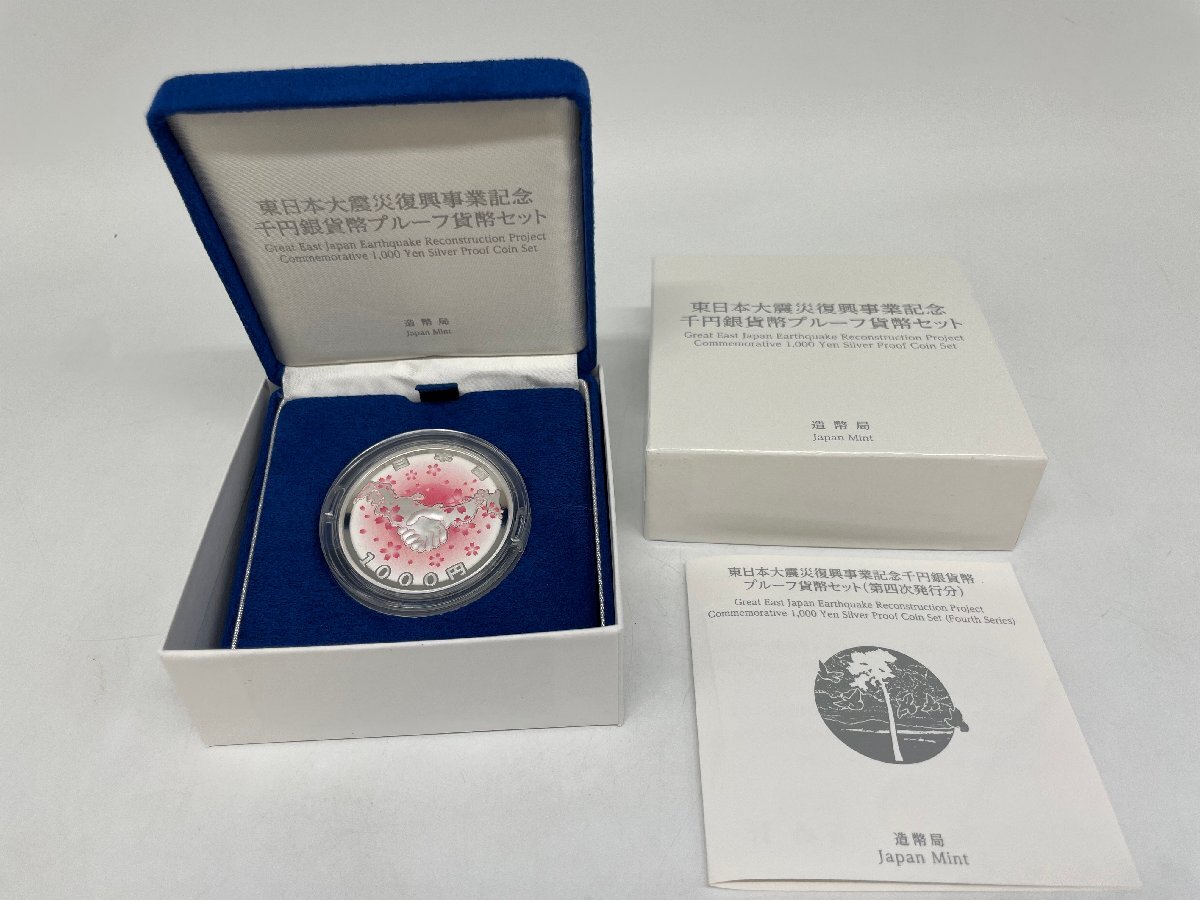 東日本大震災復興事業記念
千円銀貨幣プルーフ貨幣セット
Great East Japan Earthquake Reconstruction Project
Commemorative 1,000 Yen Silver Proof Coin Set
造幣局
Japan Mint
日本国
1000円
東日本大震災復興事業記念
千円銀貨幣プルーフ貨幣セット
Great East Japan Earthquake Reconstruction Project
Commemorative 1,000 Yen Silver Proof Coin Set
造幣局
Japan Mint
東日本大震災復興事業記念千円銀貨幣
プルーフ貨幣セット(第四次発行分)
Great East Japan Earthquake Reconstruction Project
Commemorative 1,000 Yen Silver Proof Coin Set (Fourth Series)
造幣局
Japan Mint